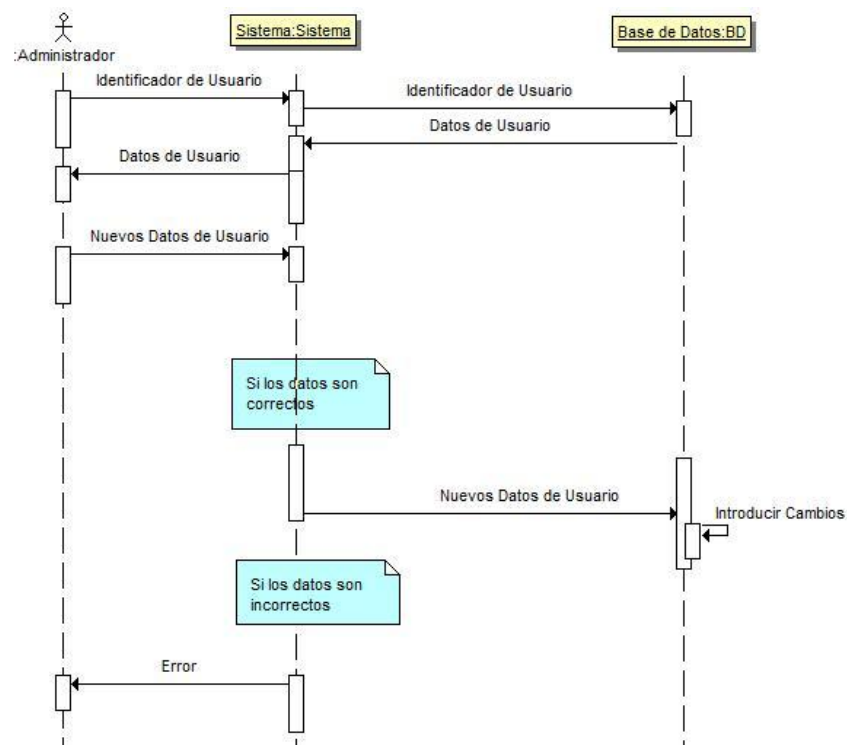 Sistema:Sistema
Base de Datos:BD
:Administrador
Identificador de Usuario
Identificador de Usuario
Datos de Usuario
Datos de Usuario
Nuevos Datos de Usuario
Si los datos son
correctos
Nuevos Datos de Usuario
Introducir Cambios
Si los datos son
incorrectos
Error